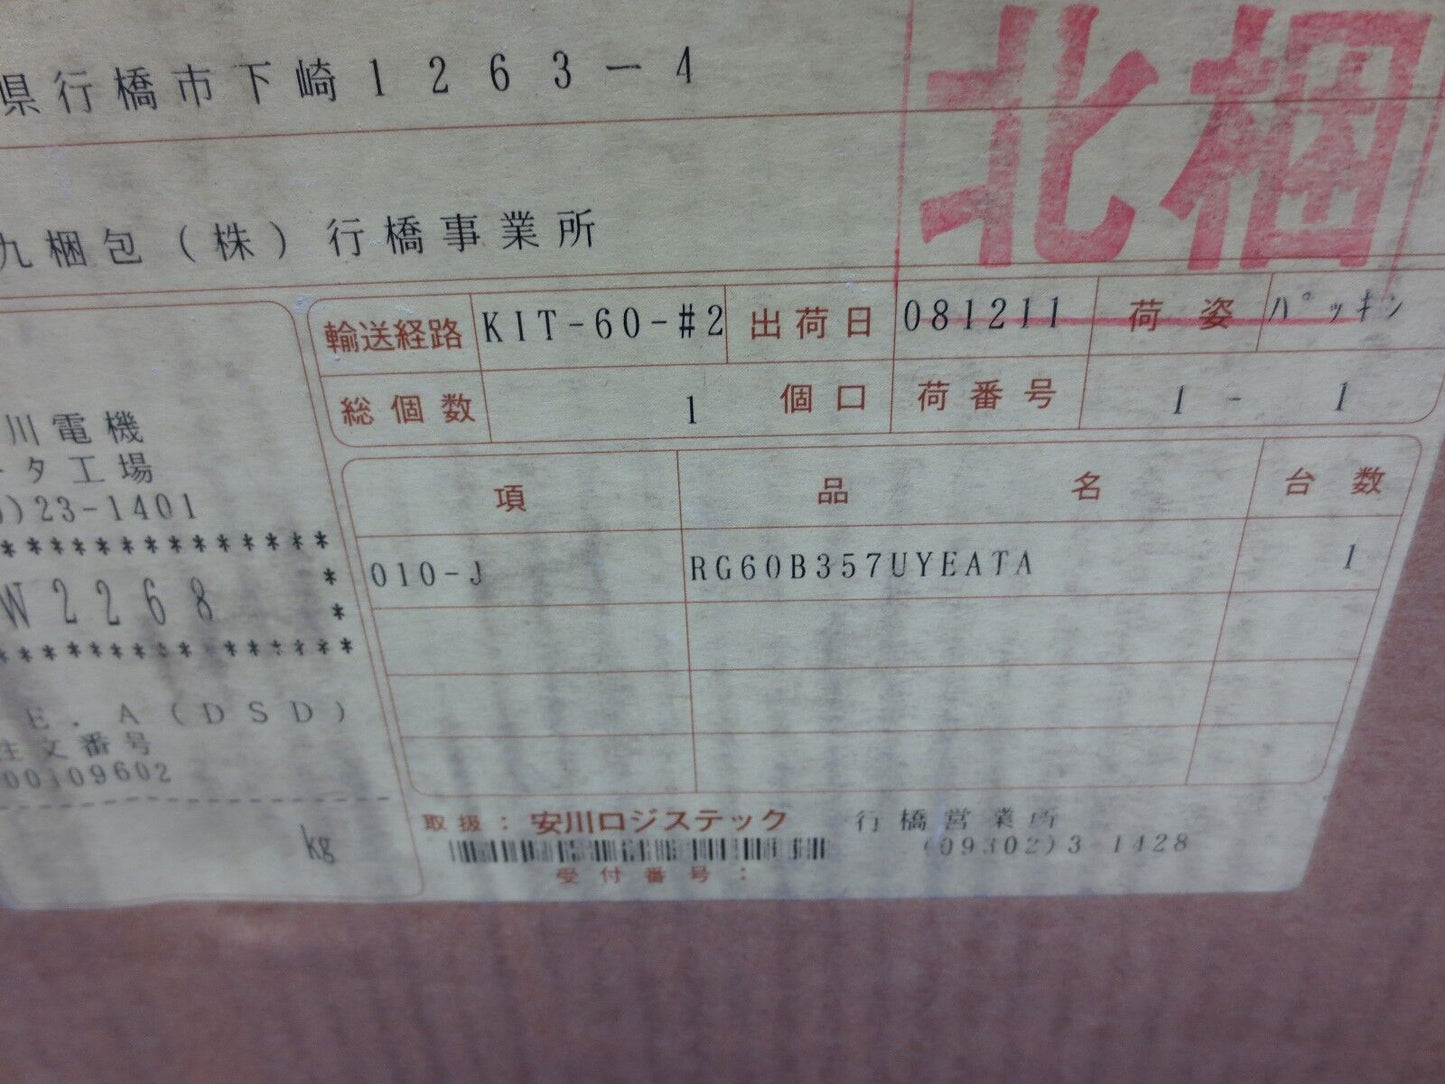 県行橋市下崎1263-4
北梱
九梱包(株)行橋事業所
輸送経路 KIT-60-#2 出荷日 081211 荷姿 パッキン
総個数 1 個口 荷番号 1 - 1
川電機
ータ工場
)23-1401
項 品名 台数
**************
010-J RG60B357UYEATA 1
W2268 *
*
E.A(DSD)
注文番号
00109602
kg
取扱: 安川ロジステック 行橋営業所
(09302)3 1428
受付番号: